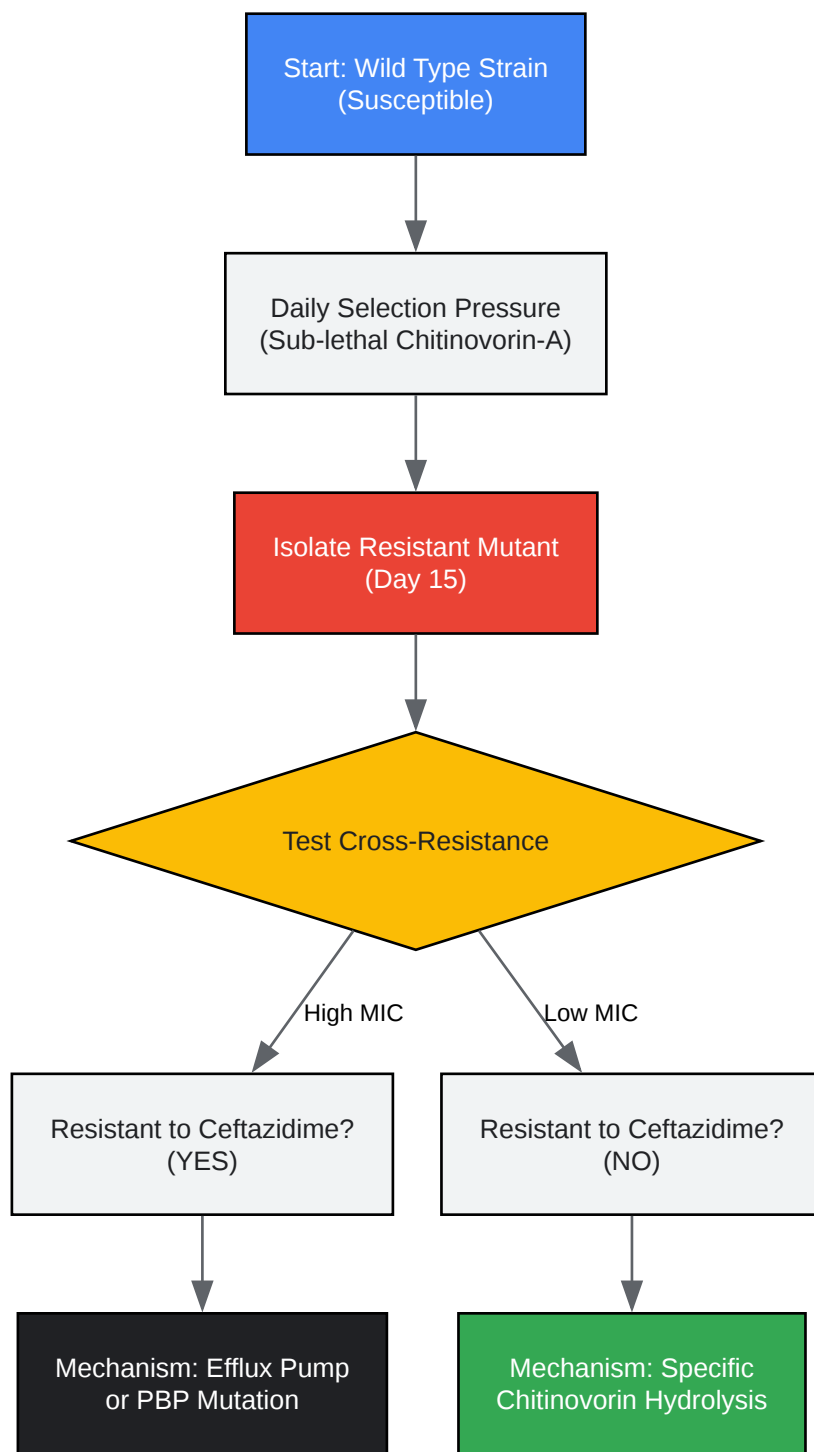 Start: Wild Type Strain
(Susceptible)
Daily Selection Pressure
(Sub-lethal Chitinovorin-A)
Isolate Resistant Mutant
(Day 15)
Test Cross-Resistance
High MIC
Low MIC
Resistant to Ceftazidime?
(YES)
Resistant to Ceftazidime?
(NO)
Mechanism: Efflux Pump
or PBP Mutation
Mechanism: Specific
Chitinovorin Hydrolysis